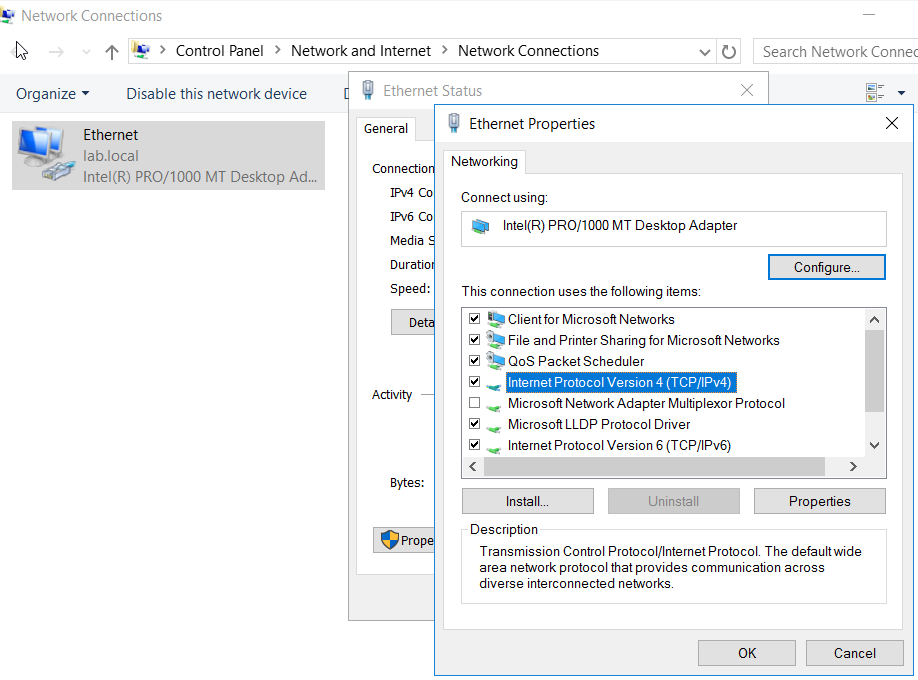 Network Connections
Control Panel > Network and Internet > Network Connections
Search Network Connec
Organize
Disable this network device
Ethernet
lab.local
Intel(R) PRO/1000 MT Desktop Ad...
Ethernet Status
General
Connection
IPv4 Co
IPv6 Co
Media S
Duration
Speed:
Deta
Activity
Bytes:
Prope
Ethernet Properties
Networking
Connect using:
Intel(R) PRO/1000 MT Desktop Adapter
Configure...
This connection uses the following items:
Client for Microsoft Networks
File and Printer Sharing for Microsoft Networks
QoS Packet Scheduler
Internet Protocol Version 4 (TCP/IPv4)
Microsoft Network Adapter Multiplexor Protocol
Microsoft LLDP Protocol Driver
Internet Protocol Version 6 (TCP/IPv6)
Install...
Uninstall
Properties
Description
Transmission Control Protocol/Internet Protocol. The default wide
area network protocol that provides communication across
diverse interconnected networks.
OK
Cancel